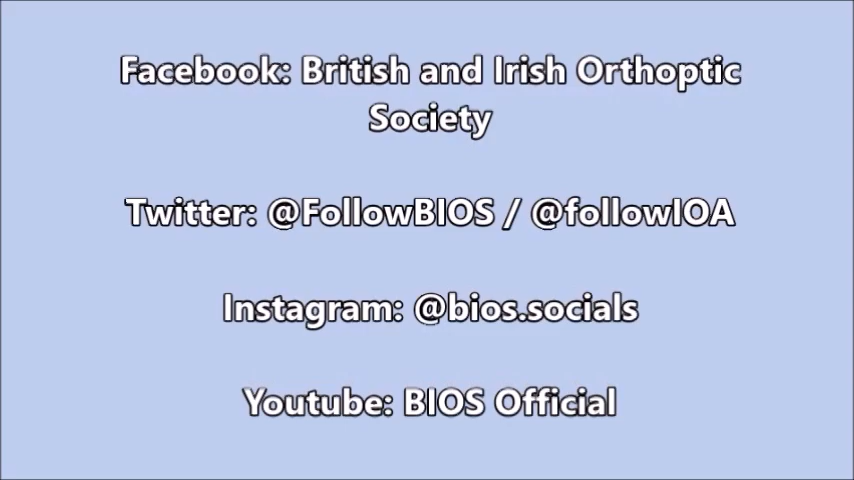 Facebook: British and Irish Orthoptic
Society
Twitter: @FollowBIOS / @followIOA
Instagram: @bios.socials
Youtube: BIOS Official